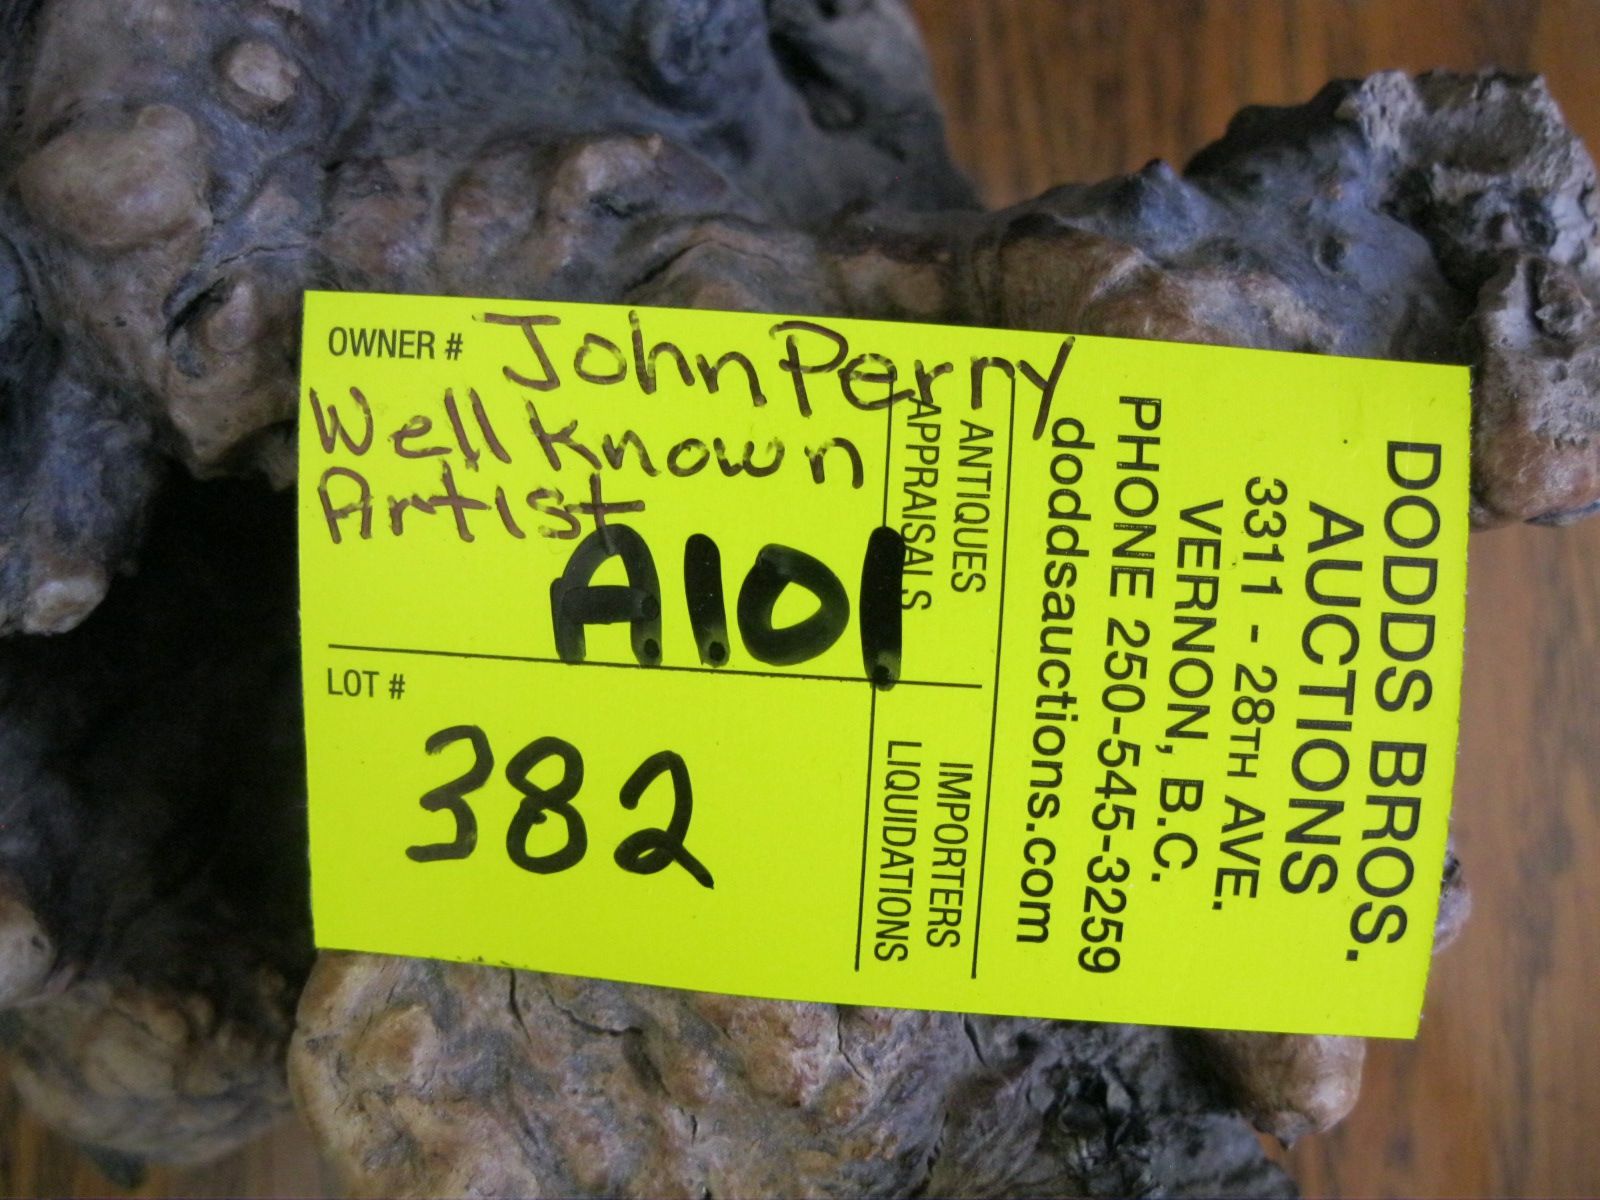 OWNER # John Perry
Well known
Artist
A101
LOT #
382
ANTIQUES
APPRAISALS
IMPORTERS
LIQUIDATIONS
DODDS BROS.
AUCTIONS
3311 - 28TH AVE.
VERNON, B.C.
PHONE 250-545-3259
doddsauctions.com